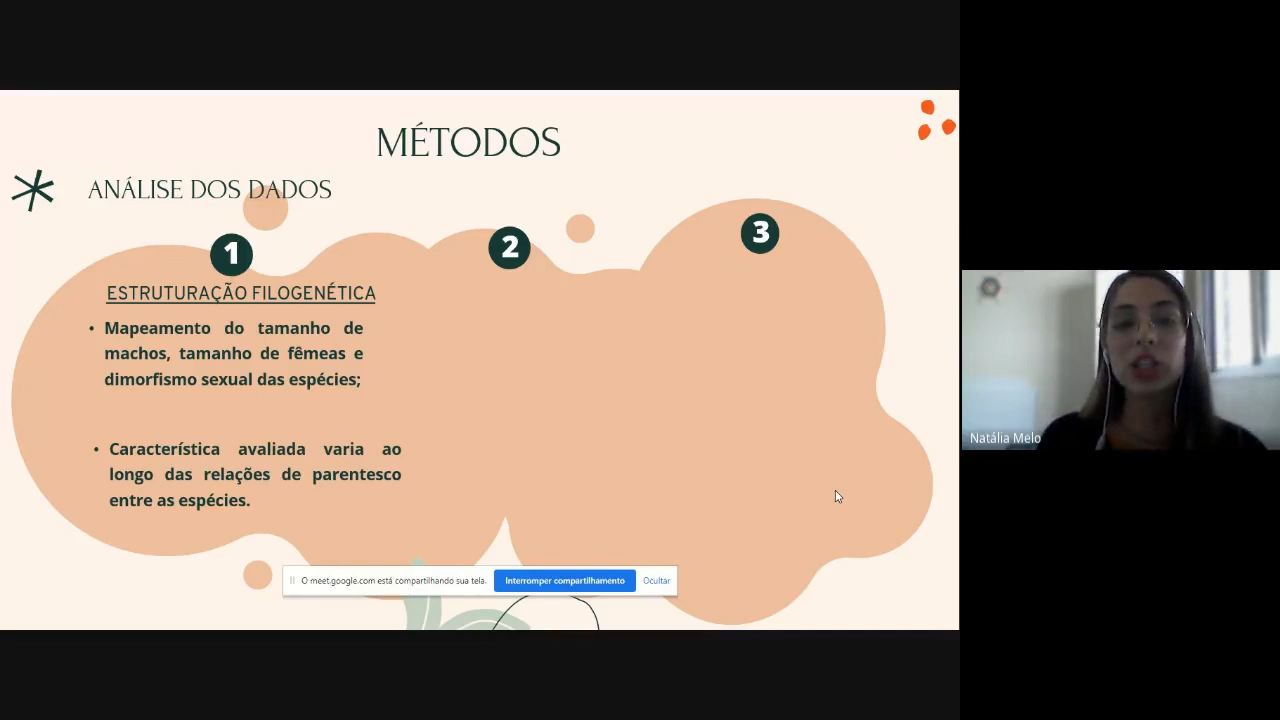 MÉTODOS
ANÁLISE DOS DADOS
1
2
3
ESTRUTURAÇÃO FILOGENÉTICA
• Mapeamento do tamanho de
machos, tamanho de fêmeas e
dimorfismo sexual das espécies;
• Característica avaliada varia ao
longo das relações de parentesco
entre as espécies.
O meet.google.com está compartilhando sua tela. Interromper compartilhamento Ocultar
Natália Melo